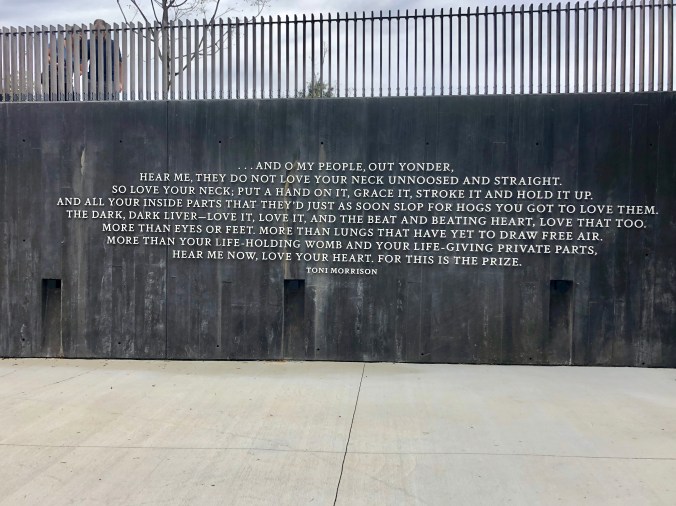 . . . AND O MY PEOPLE, OUT YONDER,
HEAR ME, THEY DO NOT LOVE YOUR NECK UNNOOSED AND STRAIGHT.
SO LOVE YOUR NECK; PUT A HAND ON IT, GRACE IT, STROKE IT AND HOLD IT UP.
AND ALL YOUR INSIDE PARTS THAT THEY'D JUST AS SOON SLOP FOR HOGS YOU GOT TO LOVE THEM.
THE DARK, DARK LIVER—LOVE IT, LOVE IT, AND THE BEAT AND BEATING HEART, LOVE THAT TOO.
MORE THAN EYES OR FEET. MORE THAN LUNGS THAT HAVE YET TO DRAW FREE AIR.
MORE THAN YOUR LIFE-HOLDING WOMB AND YOUR LIFE-GIVING PRIVATE PARTS,
HEAR ME NOW, LOVE YOUR HEART. FOR THIS IS THE PRIZE.
TONI MORRISON